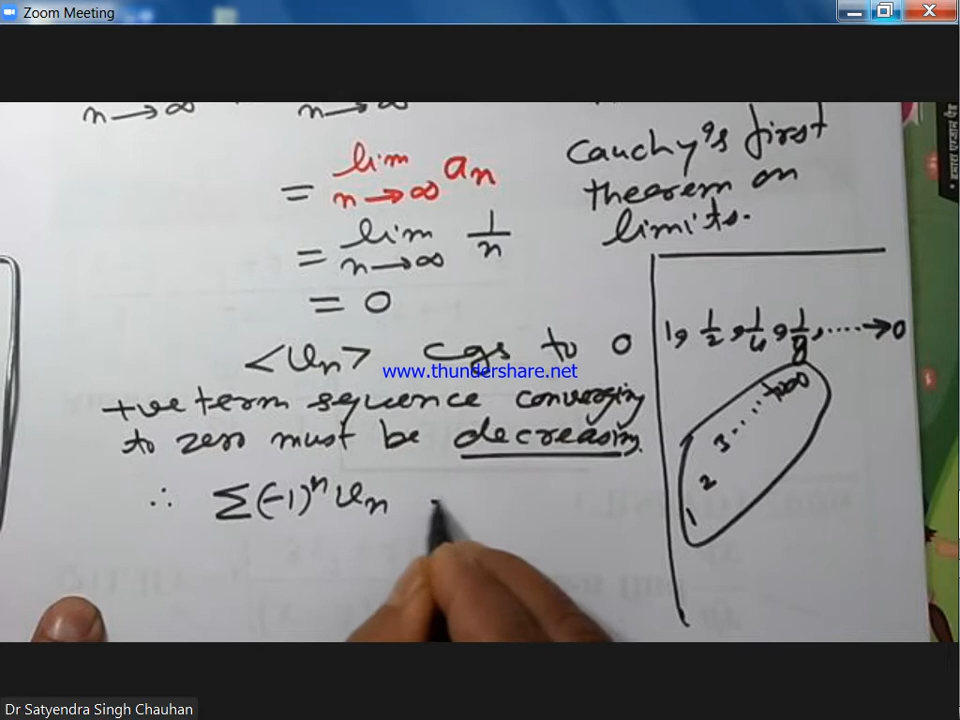 Zoom Meeting
n→∞ n→∞
= lim n→∞ aₙ
= lim n→∞ 1/n
= 0
Cauchy's first
theorem on
limits.
<uₙ> cgs to 0
www.thundershare.net
+ve term sequence converging
to zero must be decreasing.
∴ Σ(-1)ⁿ uₙ
1, 1/2, 1/4, 1/8, .... → 0
1 2 3 ....
Dr Satyendra Singh Chauhan